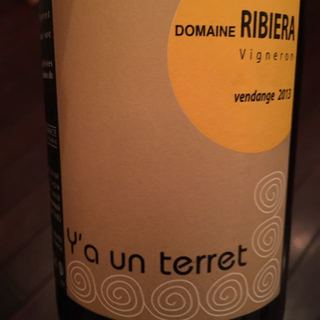 DOMAINE RIBIERA
Vigneron
vendange 2013
Y'a un terret